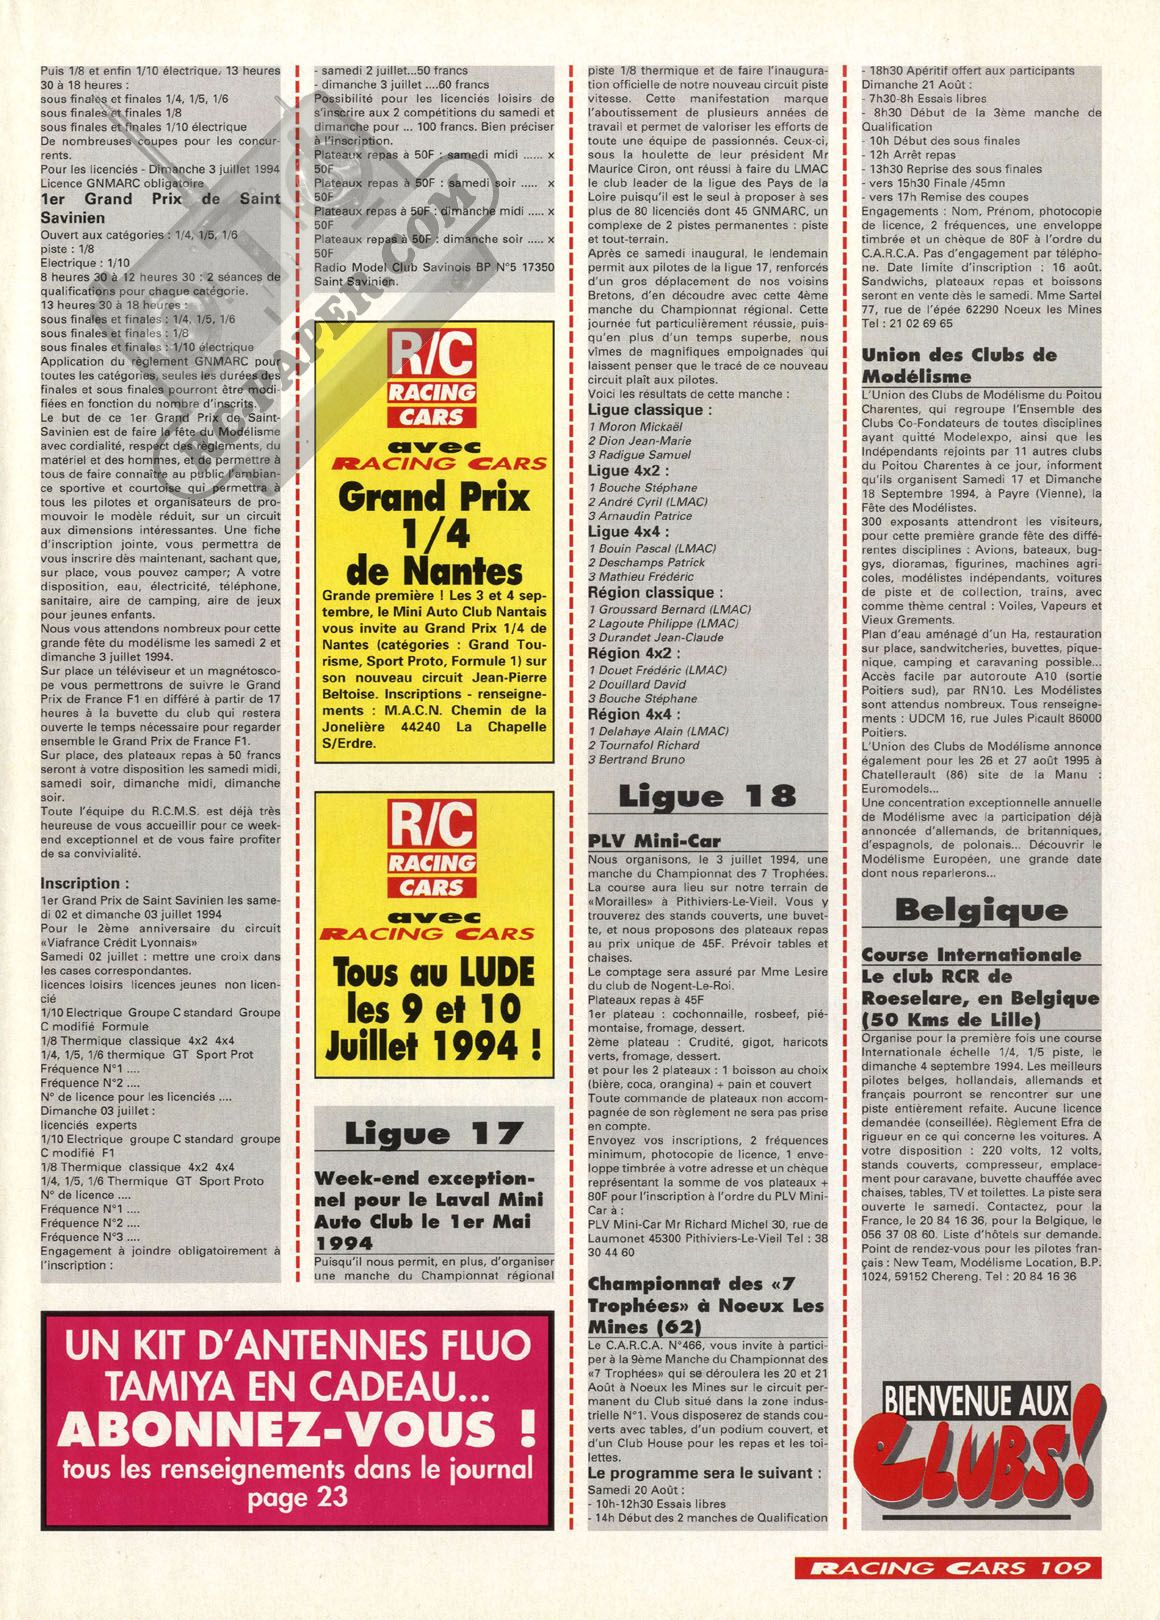 Puis 1/8 et enfin 1/10 électrique, 13 heures
30 à 18 heures :
sous finales et finales 1/4, 1/5, 1/6
sous finales et finales 1/8
sous finales et finales 1/10 électrique
De nombreuses coupes pour les concur-
rents.
Pour les licenciés - Dimanche 3 juillet 1994
Licence GNMARC obligatoire
1er Grand Prix de Saint
Savinien
Ouvert aux catégories : 1/4, 1/5, 1/6
piste : 1/8
Electrique : 1/10
8 heures 30 à 12 heures 30 : 2 séances de
qualifications pour chaque catégorie.
13 heures 30 à 18 heures :
sous finales et finales : 1/4, 1/5, 1/6
sous finales et finales : 1/8
sous finales et finales : 1/10 électrique
Application du règlement GNMARC pour
toutes les catégories, seules les durées des
finales et sous finales pourront être modi-
fiées en fonction du nombre d'inscrits.
Le but de ce 1er Grand Prix de Saint-
Savinien est de faire la fête du Modélisme
avec cordialité, respect des règlements, du
matériel et des hommes, et de permettre à
tous de faire connaître au public l'ambian-
ce sportive et courtoise qui permettra à
tous les pilotes et organisateurs de pro-
mouvoir le modèle réduit, sur un circuit
aux dimensions intéressantes. Une fiche
d'inscription jointe, vous permettra de
vous inscrire dès maintenant, sachant que,
sur place, vous pouvez camper; A votre
disposition, eau, électricité, téléphone,
sanitaire, aire de camping, aire de jeux
pour jeunes enfants.
Nous vous attendons nombreux pour cette
grande fête du modélisme les samedi 2 et
dimanche 3 juillet 1994.
Sur place un téléviseur et un magnétosco-
pe vous permettrons de suivre le Grand
Prix de France F1 en différé à partir de 17
heures à la buvette du club qui restera
ouverte le temps nécessaire pour regarder
ensemble le Grand Prix de France F1.
Sur place, des plateaux repas à 50 francs
seront à votre disposition les samedi midi,
samedi soir, dimanche midi, dimanche
soir.
Toute l'équipe du R.C.M.S. est déjà très
heureuse de vous accueillir pour ce week-
end exceptionnel et de vous faire profiter
de sa convivialité.
Inscription :
1er Grand Prix de Saint Savinien les same-
di 02 et dimanche 03 juillet 1994
Pour le 2ème anniversaire du circuit
«Viafrance Crédit Lyonnais»
Samedi 02 juillet : mettre une croix dans
les cases correspondantes.
licences loisirs licences jeunes non licen-
cié
1/10 Electrique Groupe C standard Groupe
C modifié Formule
1/8 Thermique classique 4x2 4x4
1/4, 1/5, 1/6 thermique GT Sport Prot
Fréquence N°1 ....
Fréquence N°2 ....
N° de licence pour les licenciés ....
Dimanche 03 juillet :
licenciés experts
1/10 Electrique groupe C standard groupe
C modifié F1
1/8 Thermique classique 4x2 4x4
1/4, 1/5, 1/6 Thermique GT Sport Proto
N° de licence ....
Fréquence N°1 ....
Fréquence N°2 ....
Fréquence N°3 ....
Engagement à joindre obligatoirement à
l'inscription :
- samedi 2 juillet...50 francs
- dimanche 3 juillet ....60 francs
Possibilité pour les licenciés loisirs de
s'inscrire aux 2 compétitions du samedi et
dimanche pour ... 100 francs. Bien préciser
à l'inscription.
Plateaux repas à 50F : samedi midi ...... x
50F
Plateaux repas à 50F : samedi soir ..... x
50F
Plateaux repas à 50F : dimanche midi ..... x
50F
Plateaux repas à 50F : dimanche soir ..... x
50F
Radio Model Club Savinois BP N°5 17350
Saint Savinien.
R/C
RACING
CARS
avec
RACING CARS
Grand Prix
1/4
de Nantes
Grande première ! Les 3 et 4 sep-
tembre, le Mini Auto Club Nantais
vous invite au Grand Prix 1/4 de
Nantes (catégories : Grand Tou-
risme, Sport Proto, Formule 1) sur
son nouveau circuit Jean-Pierre
Beltoise. Inscriptions - renseigne-
ments : M.A.C.N. Chemin de la
Jonelière 44240 La Chapelle
S/Erdre.
R/C
RACING
CARS
avec
RACING CARS
Tous au LUDE
les 9 et 10
Juillet 1994 !
Ligue 17
Week-end exception-
nel pour le Laval Mini
Auto Club le 1er Mai
1994
Puisqu'il nous permit, en plus, d'organiser
une manche du Championnat régional
piste 1/8 thermique et de faire l'inaugura-
tion officielle de notre nouveau circuit piste
vitesse. Cette manifestation marque
l'aboutissement de plusieurs années de
travail et permet de valoriser les efforts de
toute une équipe de passionnés. Ceux-ci,
sous la houlette de leur président Mr
Maurice Ciron, ont réussi à faire du LMAC
le club leader de la ligue des Pays de la
Loire puisqu'il est le seul à proposer à ses
plus de 80 licenciés dont 45 GNMARC, un
complexe de 2 pistes permanentes : piste
et tout-terrain.
Après ce samedi inaugural, le lendemain
permit aux pilotes de la ligue 17, renforcés
d'un gros déplacement de nos voisins
Bretons, d'en découdre avec cette 4ème
manche du Championnat régional. Cette
journée fut particulièrement réussie, puis-
qu'en plus d'un temps superbe, nous
vîmes de magnifiques empoignades qui
laissent penser que le tracé de ce nouveau
circuit plaît aux pilotes.
Voici les résultats de cette manche :
Ligue classique :
1 Moron Mickaël
2 Dion Jean-Marie
3 Radigue Samuel
Ligue 4x2 :
1 Bouche Stéphane
2 André Cyril (LMAC)
3 Arnaudin Patrice
Ligue 4x4 :
1 Bouin Pascal (LMAC)
2 Deschamps Patrick
3 Mathieu Frédéric
Région classique :
1 Groussard Bernard (LMAC)
2 Lagoute Philippe (LMAC)
3 Durandet Jean-Claude
Région 4x2 :
1 Douet Frédéric (LMAC)
2 Douillard David
3 Bouche Stéphane
Région 4x4 :
1 Delahaye Alain (LMAC)
2 Tournafol Richard
3 Bertrand Bruno
Ligue 18
PLV Mini-Car
Nous organisons, le 3 juillet 1994, une
manche du Championnat des 7 Trophées.
La course aura lieu sur notre terrain de
«Morailles» à Pithiviers-Le-Vieil. Vous y
trouverez des stands couverts, une buvet-
te, et nous proposons des plateaux repas
au prix unique de 45F. Prévoir tables et
chaises.
Le comptage sera assuré par Mme Lesire
du club de Nogent-Le-Roi.
Plateaux repas à 45F
1er plateau : cochonnaille, rosbeef, pié-
montaise, fromage, dessert.
2ème plateau : Crudité, gigot, haricots
verts, fromage, dessert.
et pour les 2 plateaux : 1 boisson au choix
(bière, coca, orangina) + pain et couvert
Toute commande de plateaux non accom-
pagnée de son règlement ne sera pas prise
en compte.
Envoyez vos inscriptions, 2 fréquences
minimum, photocopie de licence, 1 enve-
loppe timbrée à votre adresse et un chèque
représentant la somme de vos plateaux +
80F pour l'inscription à l'ordre du PLV Mini-
Car à :
PLV Mini-Car Mr Richard Michel 30, rue de
Laumonet 45300 Pithiviers-Le-Vieil Tel : 38
30 44 60
Championnat des «7
Trophées» à Noeux Les
Mines (62)
Le C.A.R.C.A. N°466, vous invite à partici-
per à la 9ème Manche du Championnat des
«7 Trophées» qui se déroulera les 20 et 21
Août à Noeux les Mines sur le circuit per-
manent du Club situé dans la zone indus-
trielle N°1. Vous disposerez de stands cou-
verts avec tables, d'un podium couvert, et
d'un Club House pour les repas et les toi-
lettes.
Le programme sera le suivant :
Samedi 20 Août :
- 10h-12h30 Essais libres
- 14h Début des 2 manches de Qualification
- 18h30 Apéritif offert aux participants
Dimanche 21 Août :
- 7h30-8h Essais libres
- 8h30 Début de la 3ème manche de
Qualification
- 10h Début des sous finales
- 12h Arrêt repas
- 13h30 Reprise des sous finales
- vers 15h30 Finale /45mn
- vers 17h Remise des coupes
Engagements : Nom, Prénom, photocopie
de licence, 2 fréquences, une enveloppe
timbrée et un chèque de 80F à l'ordre du
C.A.R.C.A. Pas d'engagement par télépho-
ne. Date limite d'inscription : 16 août.
Sandwichs, plateaux repas et boissons
seront en vente dès le samedi. Mme Sartel
77, rue de l'épée 62290 Noeux les Mines
Tel : 21 02 69 65
Union des Clubs de
Modélisme
L'Union des Clubs de Modélisme du Poitou
Charentes, qui regroupe l'Ensemble des
Clubs Co-Fondateurs de toutes disciplines
ayant quitté Modelexpo, ainsi que les
Indépendants rejoints par 11 autres clubs
du Poitou Charentes à ce jour, informent
qu'ils organisent Samedi 17 et Dimanche
18 Septembre 1994, à Payre (Vienne), la
Fête des Modélistes.
300 exposants attendront les visiteurs,
pour cette première grande fête des diffé-
rentes disciplines : Avions, bateaux, bug-
gys, dioramas, figurines, machines agri-
coles, modélistes indépendants, voitures
de piste et de collection, trains, avec
comme thème central : Voiles, Vapeurs et
Vieux Grements.
Plan d'eau aménagé d'un Ha, restauration
sur place, sandwitcheries, buvettes, pique-
nique, camping et caravaning possible...
Accès facile par autoroute A10 (sortie
Poitiers sud), par RN10. Les Modélistes
sont attendus nombreux. Tous renseigne-
ments : UDCM 16, rue Jules Picault 86000
Poitiers.
L'Union des Clubs de Modélisme annonce
également pour les 26 et 27 août 1995 à
Chatellerault (86) site de la Manu :
Euromodels...
Une concentration exceptionnelle annuelle
de Modélisme avec la participation déjà
annoncée d'allemands, de britanniques,
d'espagnols, de polonais... Découvrir le
Modélisme Européen, une grande date
dont nous reparlerons...
Belgique
Course Internationale
Le club RCR de
Roeselare, en Belgique
(50 Kms de Lille)
Organise pour la première fois une course
Internationale échelle 1/4, 1/5 piste, le
dimanche 4 septembre 1994. Les meilleurs
pilotes belges, hollandais, allemands et
français pourront se rencontrer sur une
piste entièrement refaite. Aucune licence
demandée (conseillée). Règlement Efra de
rigueur en ce qui concerne les voitures. A
votre disposition : 220 volts, 12 volts,
stands couverts, compresseur, emplace-
ment pour caravane, buvette chauffée avec
chaises, tables, TV et toilettes. La piste sera
ouverte le samedi. Contactez, pour la
France, le 20 84 16 36, pour la Belgique, le
056 37 08 60. Liste d'hôtels sur demande.
Point de rendez-vous pour les pilotes fran-
çais : New Team, Modélisme Location, B.P.
1024, 59152 Chereng. Tel : 20 84 16 36
BIENVENUE AUX
CLUBS!
UN KIT D'ANTENNES FLUO
TAMIYA EN CADEAU...
ABONNEZ-VOUS !
tous les renseignements dans le journal
page 23
RACING CARS 109
RC-PAPER.COM